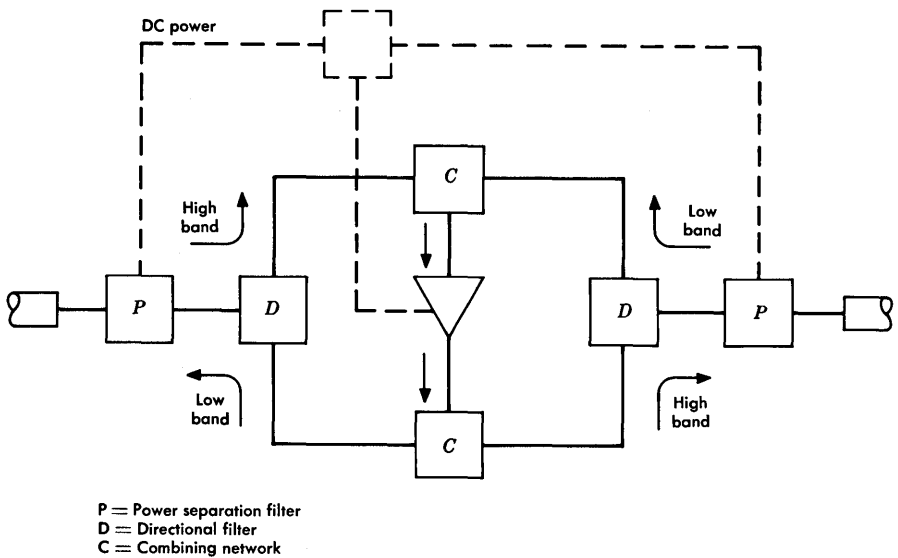 DC power
C
High
band
Low
band
P
D
D
P
Low
band
High
band
C
P = Power separation filter
D = Directional filter
C = Combining network